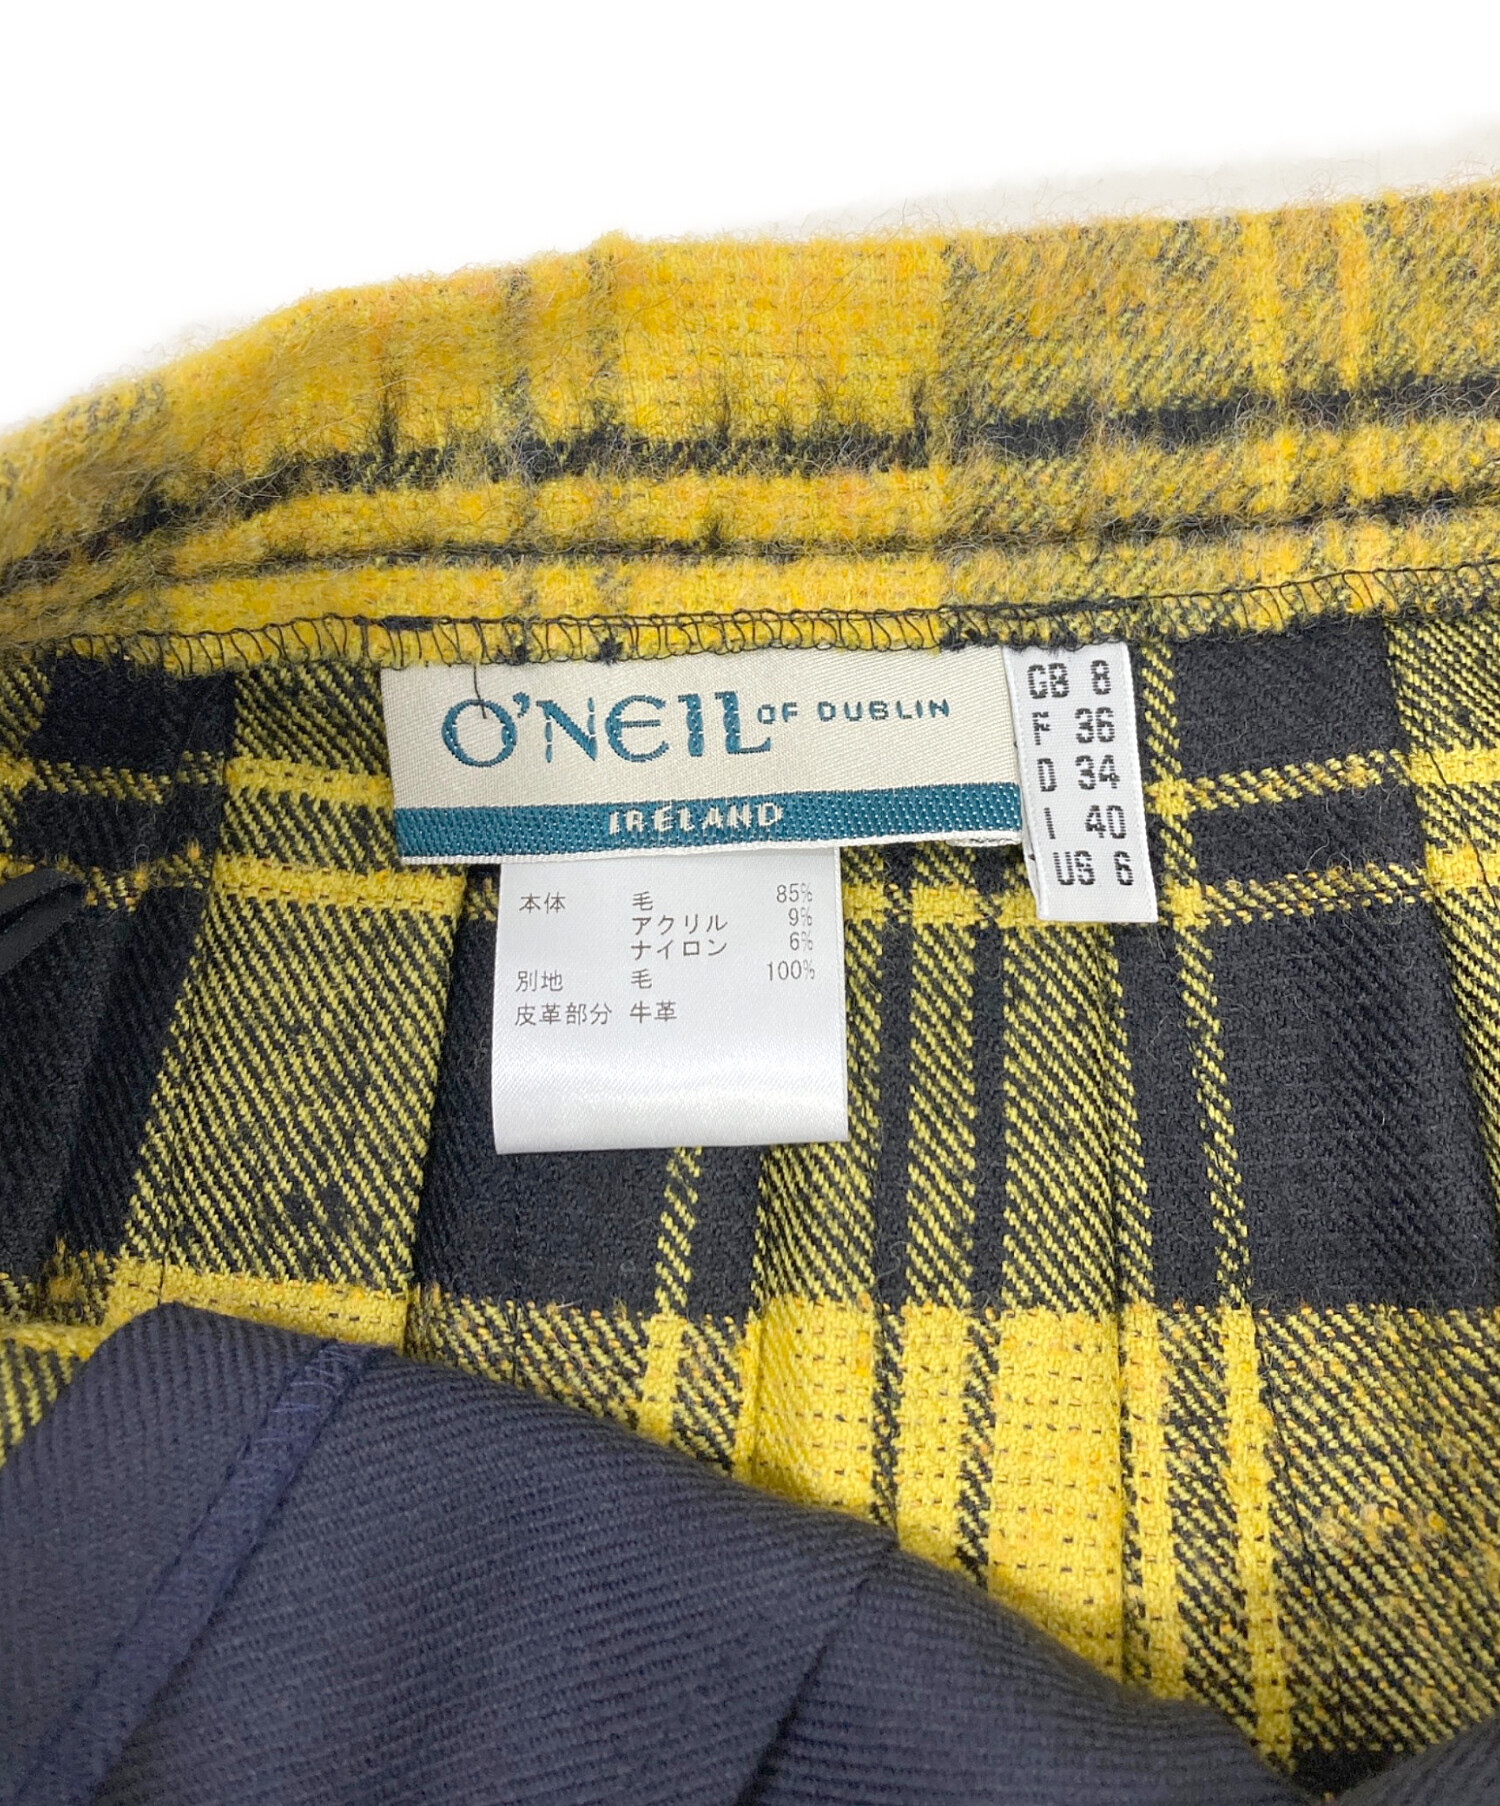 O'NEIL OF DUBLIN
IRELAND
GB 8
F 36
D 34
I 40
US 6
本体 毛 85%
アクリル 9%
ナイロン 6%
別地 毛 100%
皮革部分 牛革